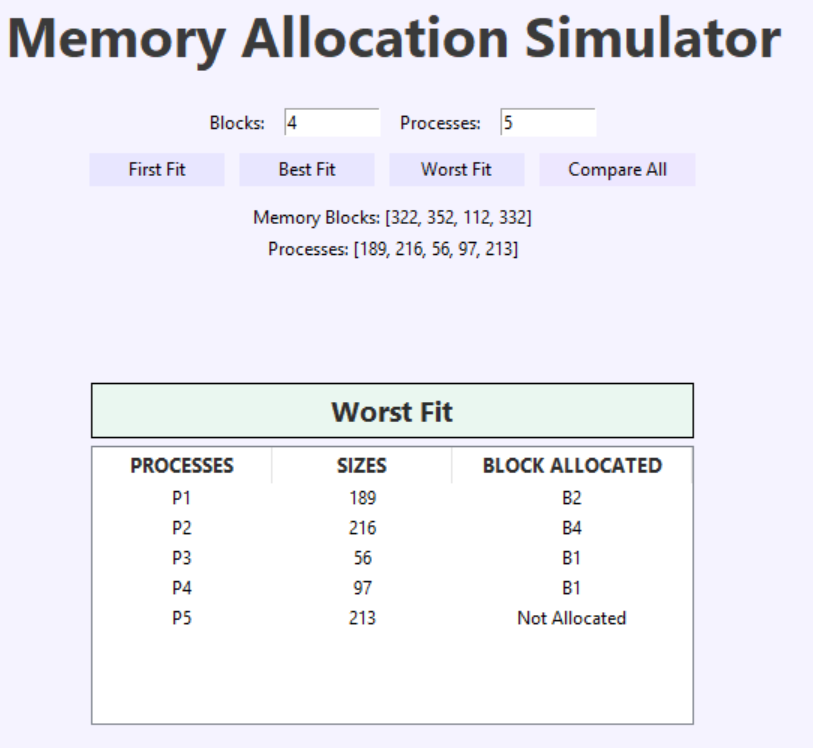 Memory Allocation Simulator
Blocks: 4 Processes: 5
First Fit Best Fit Worst Fit Compare All
Memory Blocks: [322, 352, 112, 332]
Processes: [189, 216, 56, 97, 213]
Worst Fit
PROCESSES SIZES BLOCK ALLOCATED
P1 189 B2
P2 216 B4
P3 56 B1
P4 97 B1
P5 213 Not Allocated